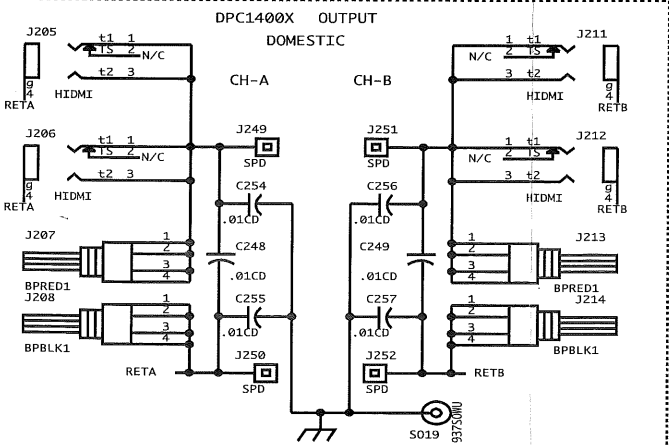 DPC1400X OUTPUT
DOMESTIC
CH-A
CH-B
J205
t1 1
TS 2
N/C
t2 3
HIDMI
g
4
RETA
J206
t1 1
TS 2
N/C
t2 3
HIDMI
g
4
RETA
J207
1
2
3
4
BPRED1
J208
1
2
3
4
BPBLK1
RETA
J249
SPD
C254
.01CD
C248
.01CD
C255
.01CD
J250
SPD
J251
SPD
C256
.01CD
C249
.01CD
C257
.01CD
J252
SPD
RETB
J211
1 t1
2 TS
N/C
3 t2
HIDMI
g
4
RETB
J212
1 t1
2 TS
N/C
3 t2
HIDMI
g
4
RETB
J213
1
2
3
4
BPRED1
J214
1
2
3
4
BPBLK1
SO19
937SOWU